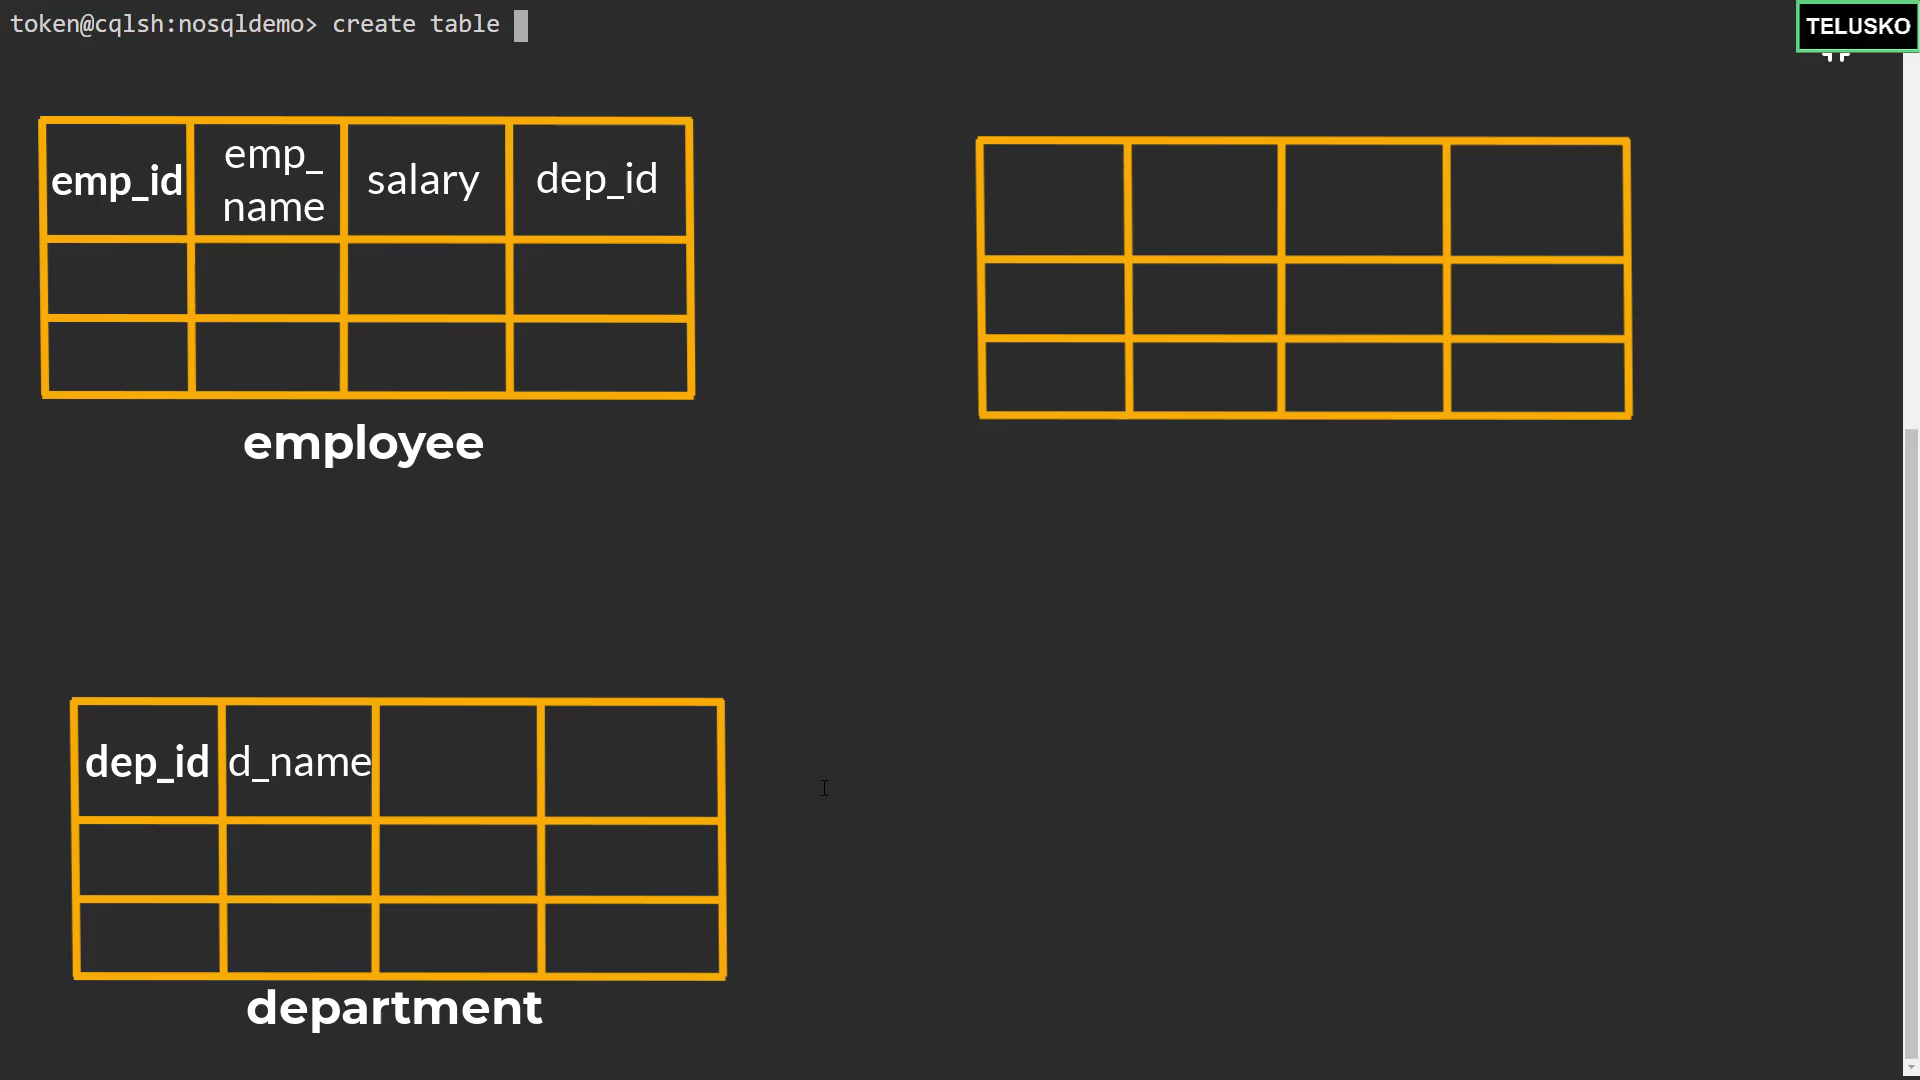 token@cqlsh:nosqldemo> create table
TELUSKO
emp_id
emp_
name
salary
dep_id
employee
dep_id
d_name
department